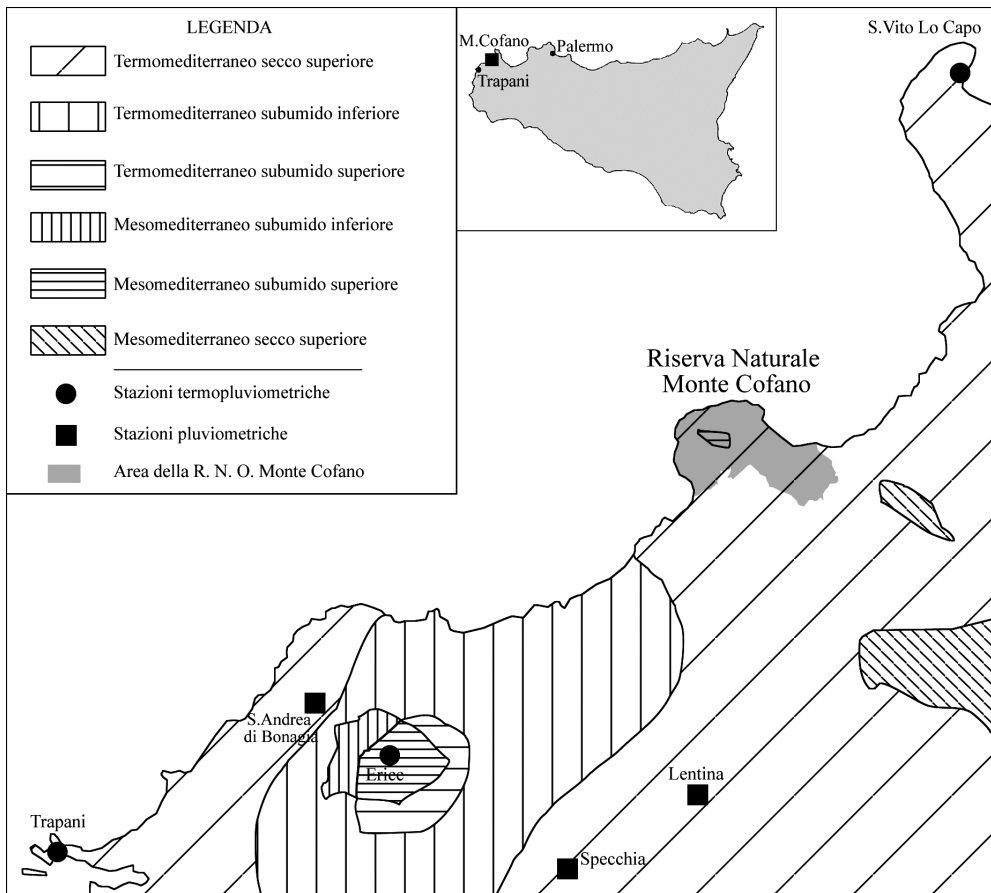 LEGENDA
Termomediterraneo secco superiore
Termomediterraneo subumido inferiore
Termomediterraneo subumido superiore
Mesomediterraneo subumido inferiore
Mesomediterraneo subumido superiore
Mesomediterraneo secco superiore
Stazioni termopluviometriche
Stazioni pluviometriche
Area della R. N. O. Monte Cofano
M.Cofano
Palermo
Trapani
S.Vito Lo Capo
Riserva Naturale
Monte Cofano
S.Andrea
di Bonagia
Erice
Lentina
Trapani
Specchia